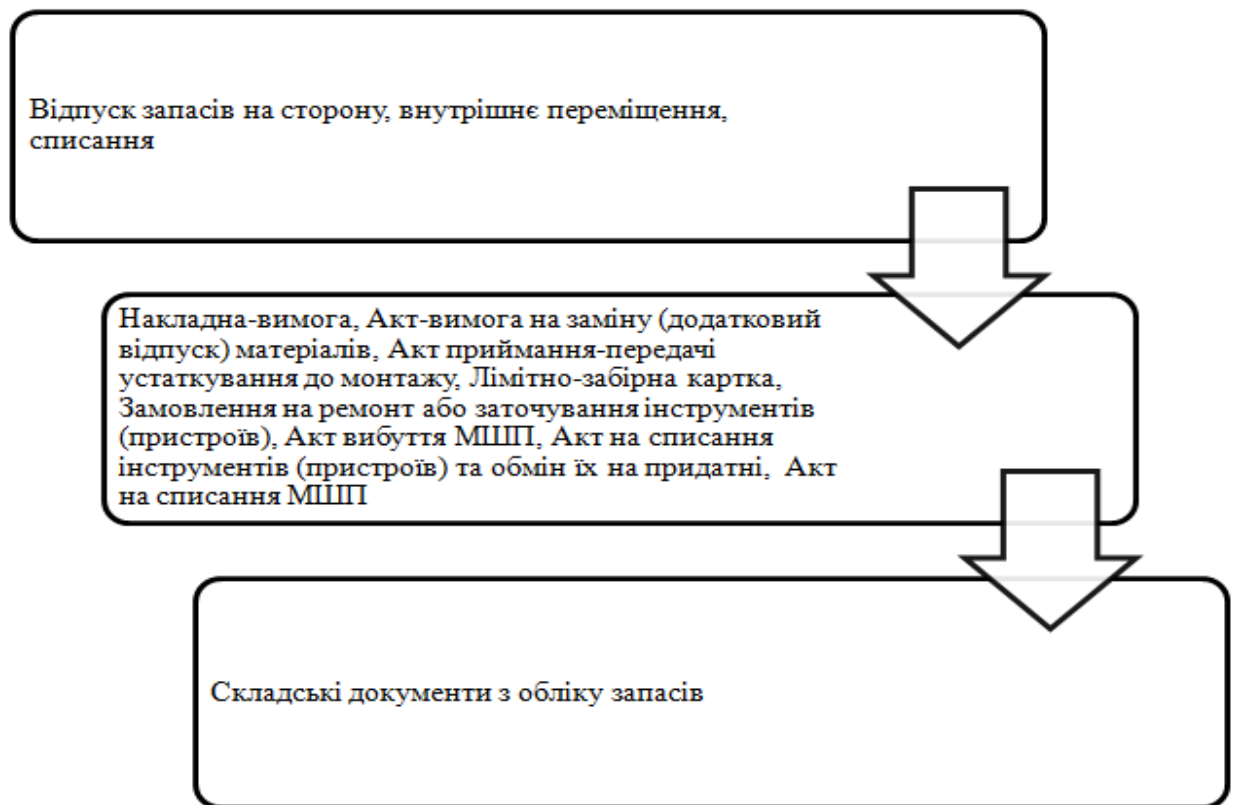 Відпуск запасів на сторону, внутрішнє переміщення,
списання
Накладна-вимога, Акт-вимога на заміну (додатковий
відпуск) матеріалів, Акт приймання-передачі
устаткування до монтажу, Лімітно-забірна картка,
Замовлення на ремонт або заточування інструментів
(пристроїв), Акт вибуття МШП, Акт на списання
інструментів (пристроїв) та обмін їх на придатні, Акт
на списання МШП
Складські документи з обліку запасів